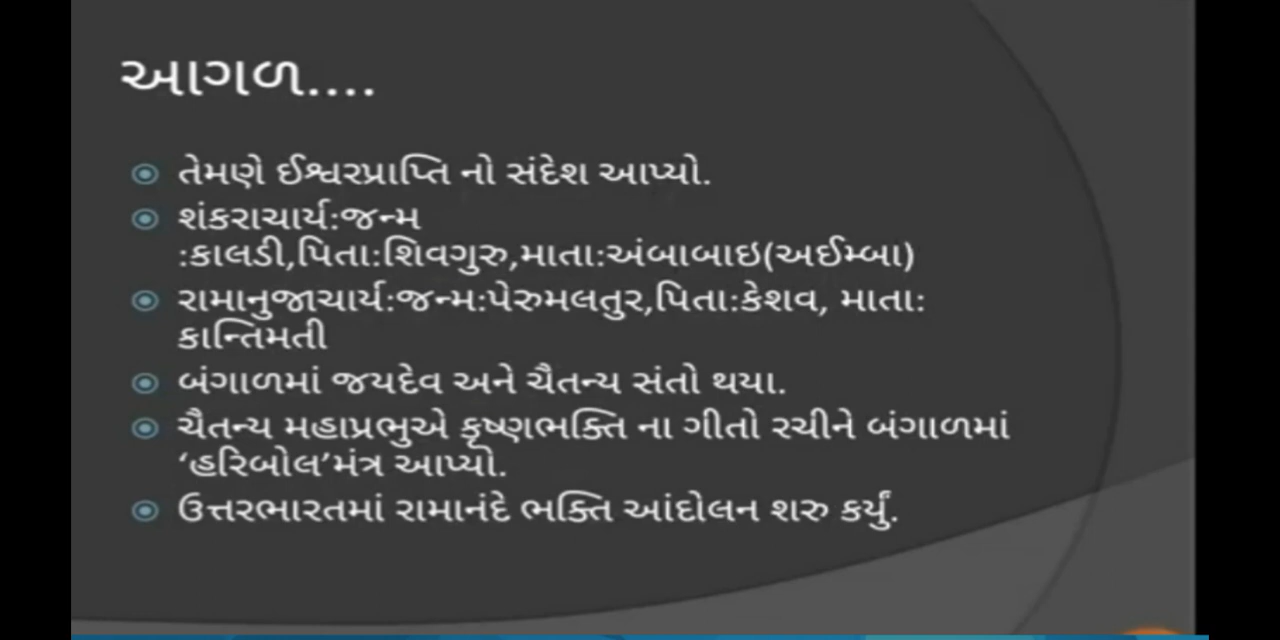 આગળ....
તેમણે ઈશ્વરપ્રાપ્તિ નો સંદેશ આપ્યો.
શંકરાચાર્ય:જન્મ
:કાલડી,પિતા:શિવગુરુ,માતા:અંબાબાઇ(અઈમ્બા)
રામાનુજાચાર્ય:જન્મ:પેરુમલતુર,પિતા:કેશવ, માતા:
કાન્તિમતી
બંગાળમાં જયદેવ અને ચૈતન્ય સંતો થયા.
ચૈતન્ય મહાપ્રભુએ કૃષ્ણભક્તિ ના ગીતો રચીને બંગાળમાં
‘હરિબોલ’મંત્ર આપ્યો.
ઉત્તરભારતમાં રામાનંદે ભક્તિ આંદોલન શરુ કર્યું.